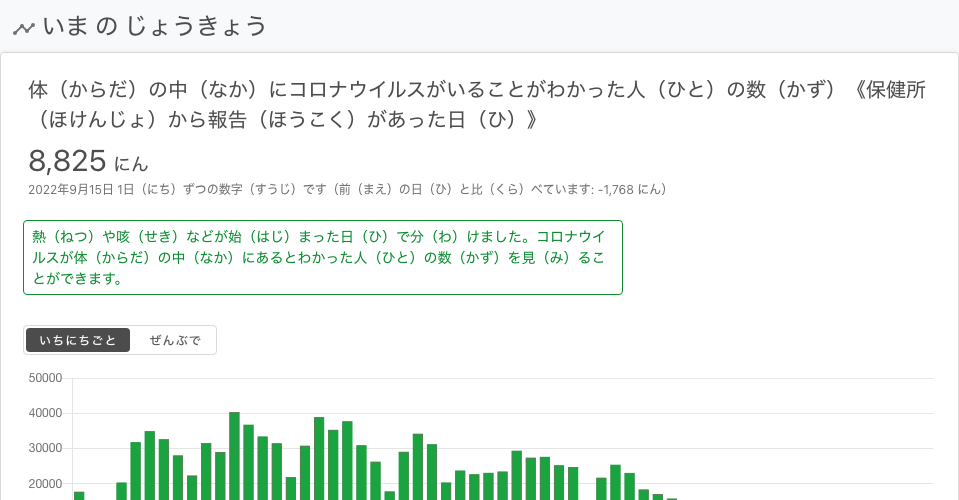 いま の じょうきょう
体（からだ）の中（なか）にコロナウイルスがいることがわかった人（ひと）の数（かず）《保健所
（ほけんじょ）から報告（ほうこく）があった日（ひ）》
8,825 にん
2022年9月15日 1日（にち）ずつの数字（すうじ）です（前（まえ）の日（ひ）と比（くら）べています: -1,768 にん）
熱（ねつ）や咳（せき）などが始（はじ）まった日（ひ）で分（わ）けました。コロナウイ
ルスが体（からだ）の中（なか）にあるとわかった人（ひと）の数（かず）を見（み）るこ
とができます。
いちにちごと ぜんぶで
50000
40000
30000
20000